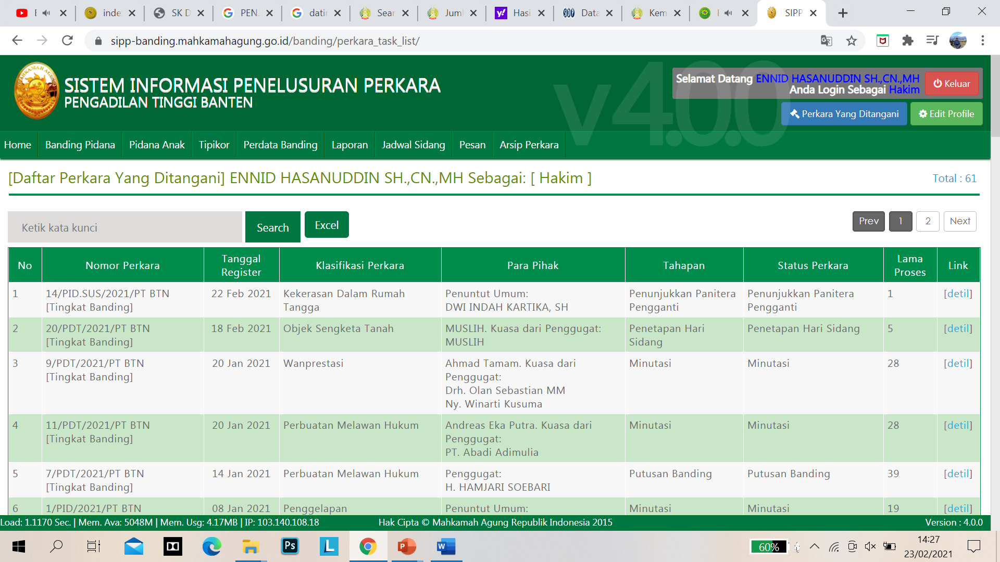 inde
SK D
PEN
datir
Sear
Juml
Hasi
Data
Kem
SIPP
sipp-banding.mahkamahagung.go.id/banding/perkara_task_list/
SISTEM INFORMASI PENELUSURAN PERKARA
PENGADILAN TINGGI BANTEN
v4.0.0
Selamat Datang ENNID HASANUDDIN SH.,CN.,MH
Anda Login Sebagai Hakim
Keluar
Perkara Yang Ditangani
Edit Profile
Home Banding Pidana Pidana Anak Tipikor Perdata Banding Laporan Jadwal Sidang Pesan Arsip Perkara
[Daftar Perkara Yang Ditangani] ENNID HASANUDDIN SH.,CN.,MH Sebagai: [ Hakim ]
Total : 61
Ketik kata kunci
Search
Excel
Prev 1 2 Next
No Nomor Perkara Tanggal Register Klasifikasi Perkara Para Pihak Tahapan Status Perkara Lama Proses Link
1 14/PID.SUS/2021/PT BTN 22 Feb 2021 Kekerasan Dalam Rumah Penuntut Umum: Penunjukkan Panitera Penunjukkan Panitera 1 [detil]
[Tingkat Banding] Tangga DWI INDAH KARTIKA, SH Pengganti Pengganti
2 20/PDT/2021/PT BTN 18 Feb 2021 Objek Sengketa Tanah MUSLIH. Kuasa dari Penggugat: Penetapan Hari Penetapan Hari Sidang 5 [detil]
[Tingkat Banding] MUSLIH Sidang
3 9/PDT/2021/PT BTN 20 Jan 2021 Wanprestasi Ahmad Tamam. Kuasa dari Minutasi Minutasi 28 [detil]
[Tingkat Banding] Penggugat:
Drh. Olan Sebastian MM
Ny. Winarti Kusuma
4 11/PDT/2021/PT BTN 20 Jan 2021 Perbuatan Melawan Hukum Andreas Eka Putra. Kuasa dari Minutasi Minutasi 28 [detil]
[Tingkat Banding] Penggugat:
PT. Abadi Adimulia
5 7/PDT/2021/PT BTN 14 Jan 2021 Perbuatan Melawan Hukum Penggugat: Putusan Banding Putusan Banding 39 [detil]
[Tingkat Banding] H. HAMJARI SOEBARI
6 1/PID/2021/PT BTN 08 Jan 2021 Penggelapan Penuntut Umum: Minutasi Minutasi 19 [detil]
Load: 1.1170 Sec. | Mem. Ava: 5048M | Mem. Usg: 4.17MB | IP: 103.140.108.18
Hak Cipta © Mahkamah Agung Republik Indonesia 2015
Version : 4.0.0
Ps
L
P
W
60%
14:27
23/02/2021